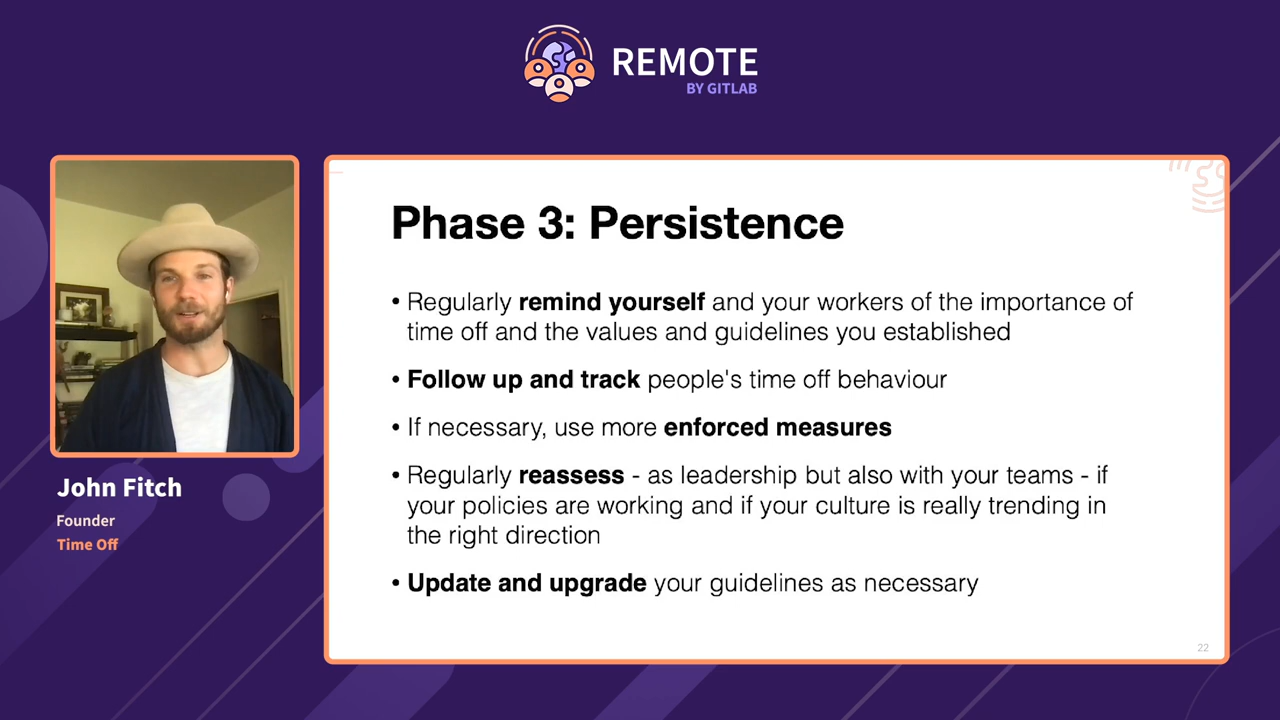 REMOTE
BY GITLAB
Phase 3: Persistence
• Regularly remind yourself and your workers of the importance of
time off and the values and guidelines you established
• Follow up and track people's time off behaviour
• If necessary, use more enforced measures
• Regularly reassess - as leadership but also with your teams - if
your policies are working and if your culture is really trending in
the right direction
• Update and upgrade your guidelines as necessary
22
John Fitch
Founder
Time Off